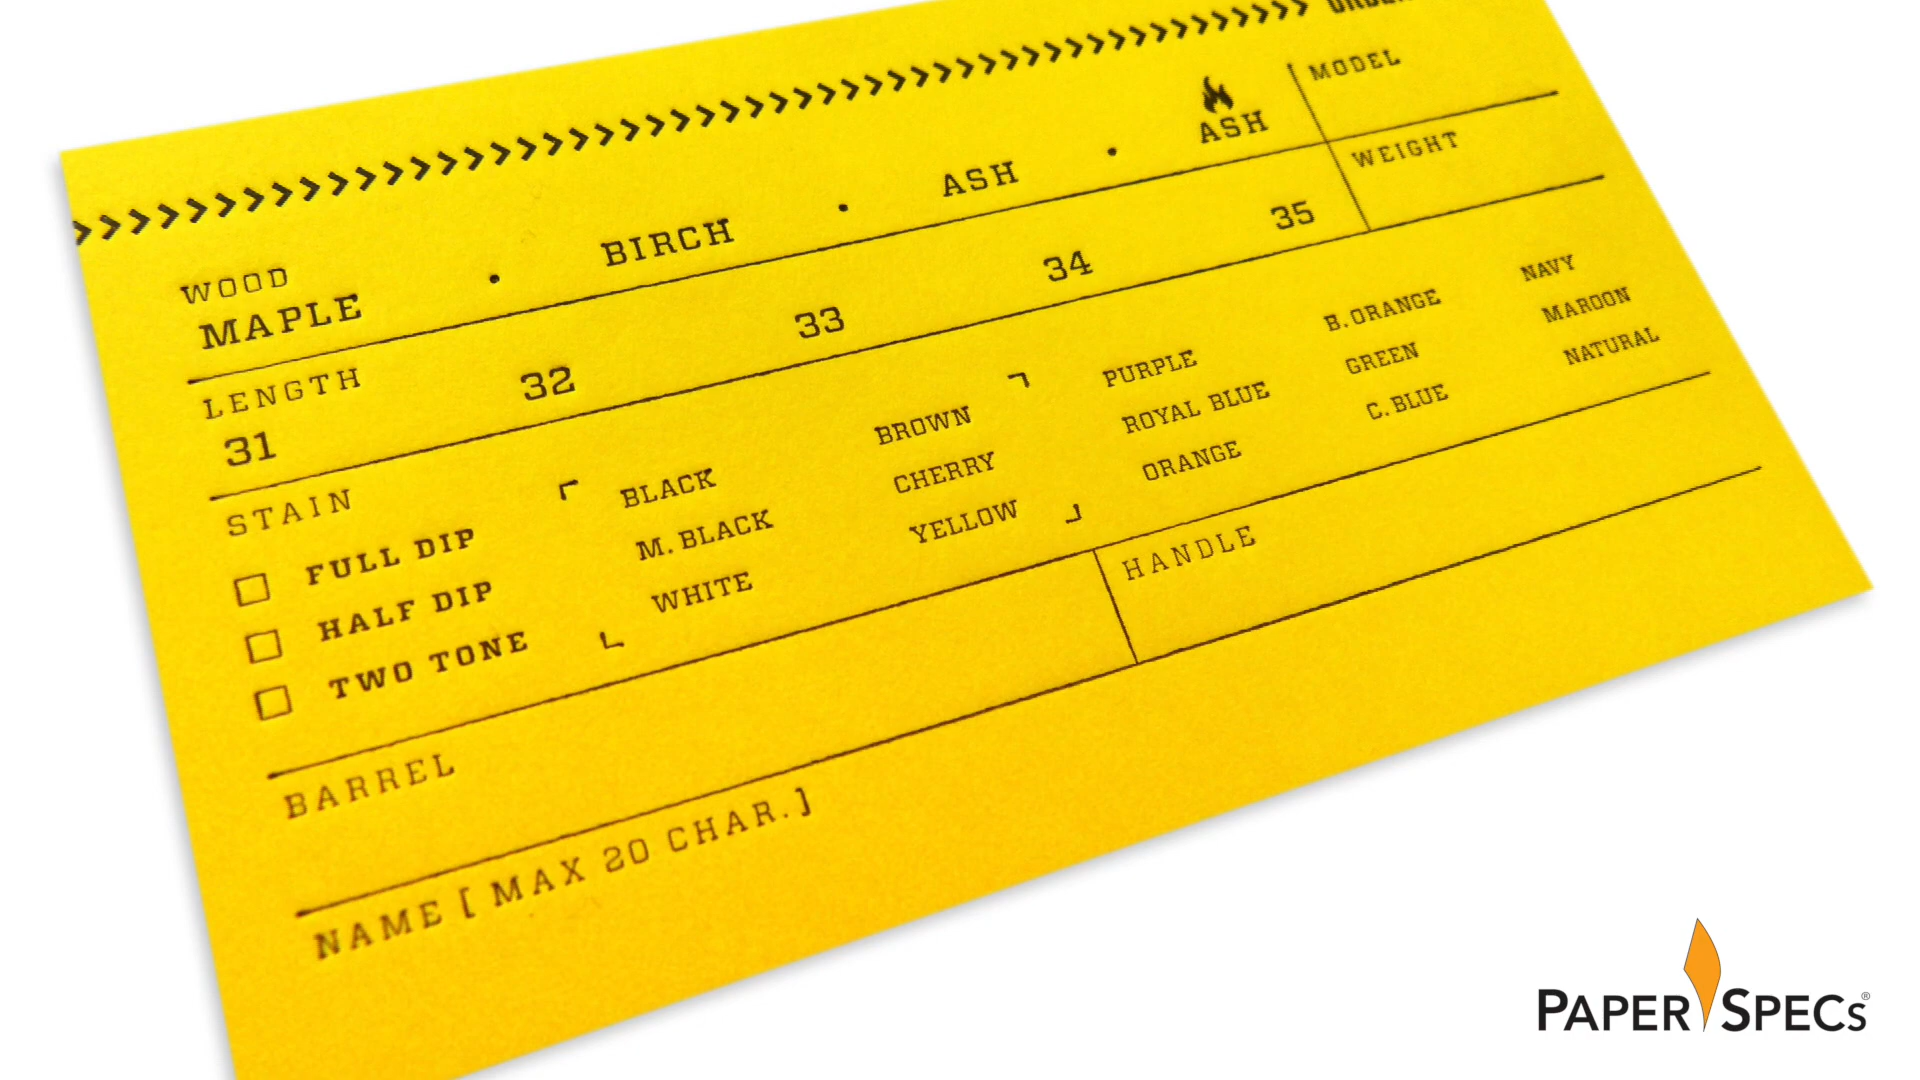 MODEL
WOOD
MAPLE • BIRCH • ASH • ASH
WEIGHT
LENGTH
31 32 33 34 35
STAIN
FULL DIP
HALF DIP
TWO TONE
BLACK BROWN PURPLE B. ORANGE NAVY
M. BLACK CHERRY ROYAL BLUE GREEN MAROON
WHITE YELLOW ORANGE C. BLUE NATURAL
BARREL
HANDLE
NAME [ MAX 20 CHAR. ]
PAPER SPECS®